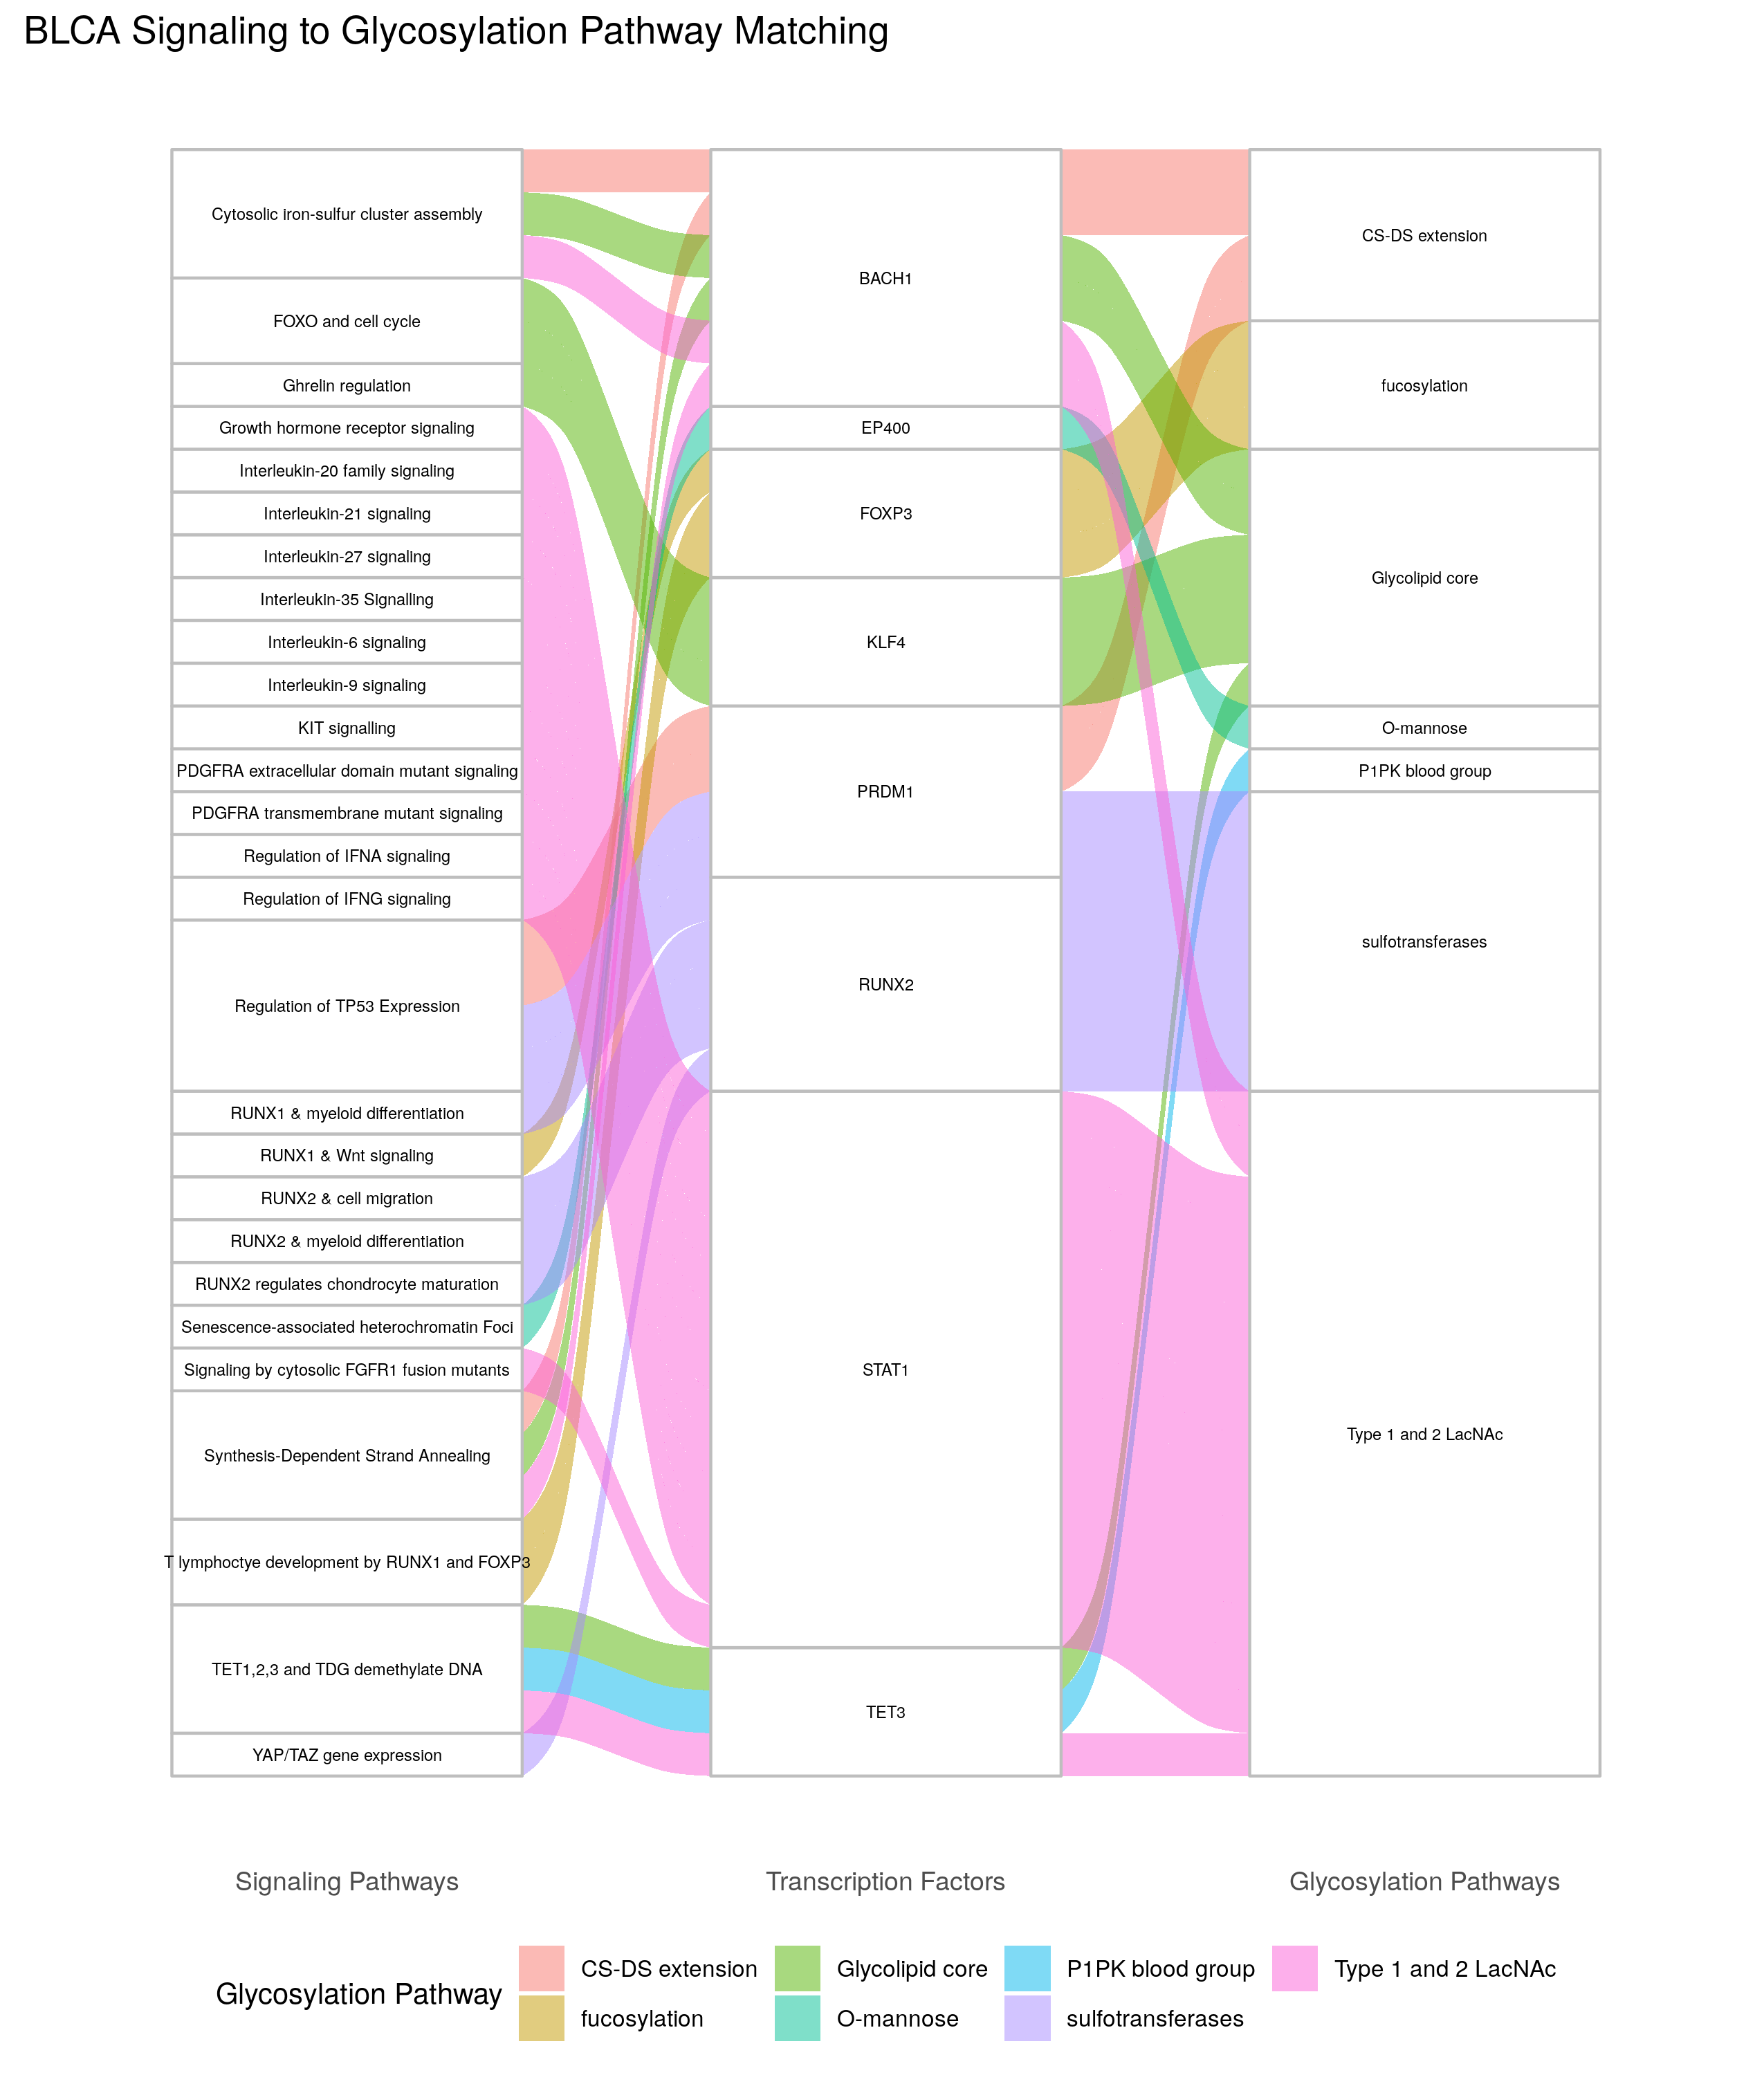 BLCA Signaling to Glycosylation Pathway Matching
Cytosolic iron-sulfur cluster assembly
FOXO and cell cycle
Ghrelin regulation
Growth hormone receptor signaling
Interleukin-20 family signaling
Interleukin-21 signaling
Interleukin-27 signaling
Interleukin-35 Signalling
Interleukin-6 signaling
Interleukin-9 signaling
KIT signalling
PDGFRA extracellular domain mutant signaling
PDGFRA transmembrane mutant signaling
Regulation of IFNA signaling
Regulation of IFNG signaling
Regulation of TP53 Expression
RUNX1 & myeloid differentiation
RUNX1 & Wnt signaling
RUNX2 & cell migration
RUNX2 & myeloid differentiation
RUNX2 regulates chondrocyte maturation
Senescence-associated heterochromatin Foci
Signaling by cytosolic FGFR1 fusion mutants
Synthesis-Dependent Strand Annealing
T lymphoctye development by RUNX1 and FOXP3
TET1,2,3 and TDG demethylate DNA
YAP/TAZ gene expression
BACH1
EP400
FOXP3
KLF4
PRDM1
RUNX2
STAT1
TET3
CS-DS extension
fucosylation
Glycolipid core
O-mannose
P1PK blood group
sulfotransferases
Type 1 and 2 LacNAc
Signaling Pathways
Transcription Factors
Glycosylation Pathways
Glycosylation Pathway
CS-DS extension
fucosylation
Glycolipid core
O-mannose
P1PK blood group
sulfotransferases
Type 1 and 2 LacNAc